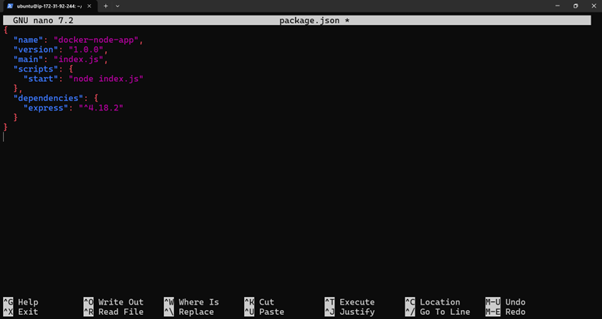 ubuntu@ip-172-31-92-244: ~/
GNU nano 7.2 package.json *
{
"name": "docker-node-app",
"version": "1.0.0",
"main": "index.js",
"scripts": {
"start": "node index.js"
},
"dependencies": {
"express": "^4.18.2"
}
}
^G Help ^O Write Out ^W Where Is ^K Cut ^T Execute ^C Location M-U Undo
^X Exit ^R Read File ^\ Replace ^U Paste ^J Justify ^/ Go To Line M-E Redo